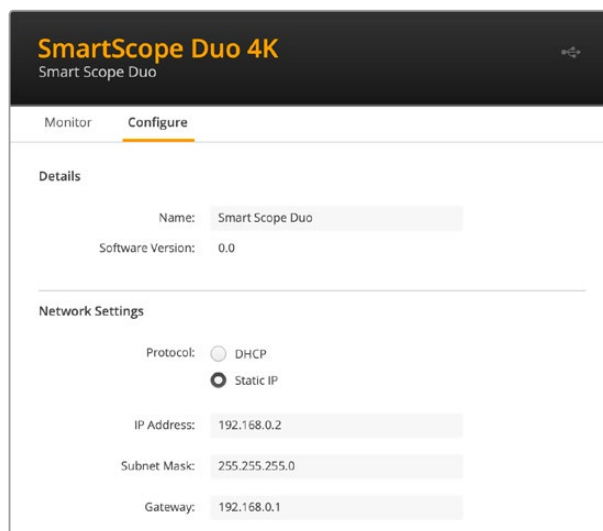 SmartScope Duo 4K
Smart Scope Duo
Monitor Configure
Details
Name: Smart Scope Duo
Software Version: 0.0
Network Settings
Protocol: DHCP
Static IP
IP Address: 192.168.0.2
Subnet Mask: 255.255.255.0
Gateway: 192.168.0.1